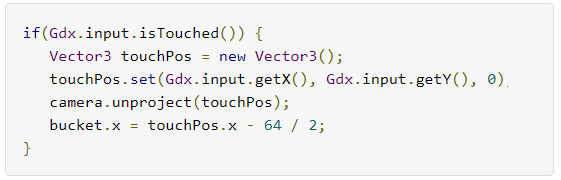 if(Gdx.input.isTouched()) {
   Vector3 touchPos = new Vector3();
   touchPos.set(Gdx.input.getX(), Gdx.input.getY(), 0)
   camera.unproject(touchPos);
   bucket.x = touchPos.x - 64 / 2;
}